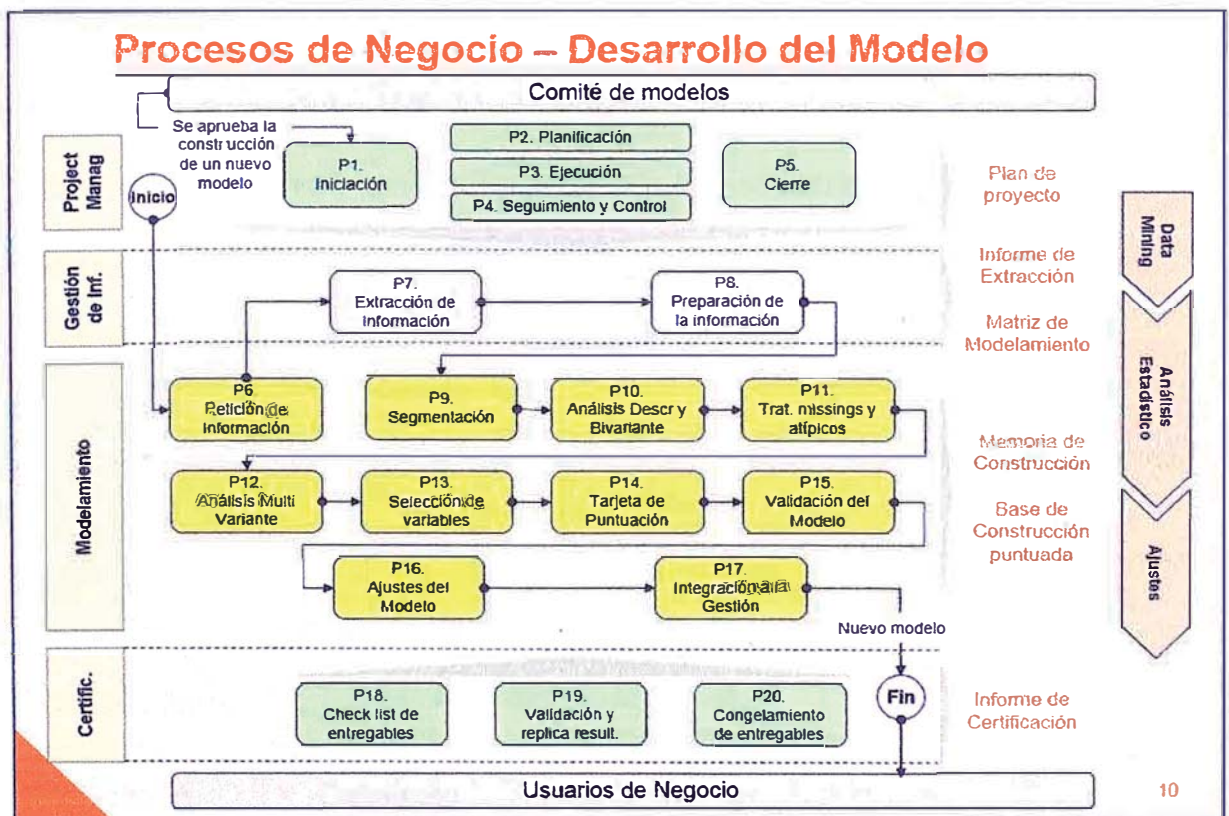 Procesos de Negocio – Desarrollo del Modelo
Comité de modelos
Se aprueba la
construcción
de un nuevo
modelo
Project
Manag
Inicio
P1.
Iniciación
P2. Planificación
P3. Ejecución
P4. Seguimiento y Control
P5.
Cierre
Plan de
proyecto
Gestión
de Inf.
P7.
Extracción de
Información
P8.
Preparación de
la información
Informe de
Extracción
Matriz de
Modelamiento
Data
Mining
Modelamiento
P6.
Petición de
Información
P9.
Segmentación
P10.
Análisis Descr y
Bivariante
P11.
Trat. missings y
atípicos
P12.
Análisis Multi
Variante
P13.
Selección de
variables
P14.
Tarjeta de
Puntuación
P15.
Validación del
Modelo
P16.
Ajustes del
Modelo
P17.
Integración a la
Gestión
Nuevo modelo
Memoria de
Construcción
Base de
Construcción
puntuada
Análisis
Estadístico
Ajustes
Certific.
P18.
Check list de
entregables
P19.
Validación y
replica result.
P20.
Congelamiento
de entregables
Fin
Informe de
Certificación
Usuarios de Negocio
10